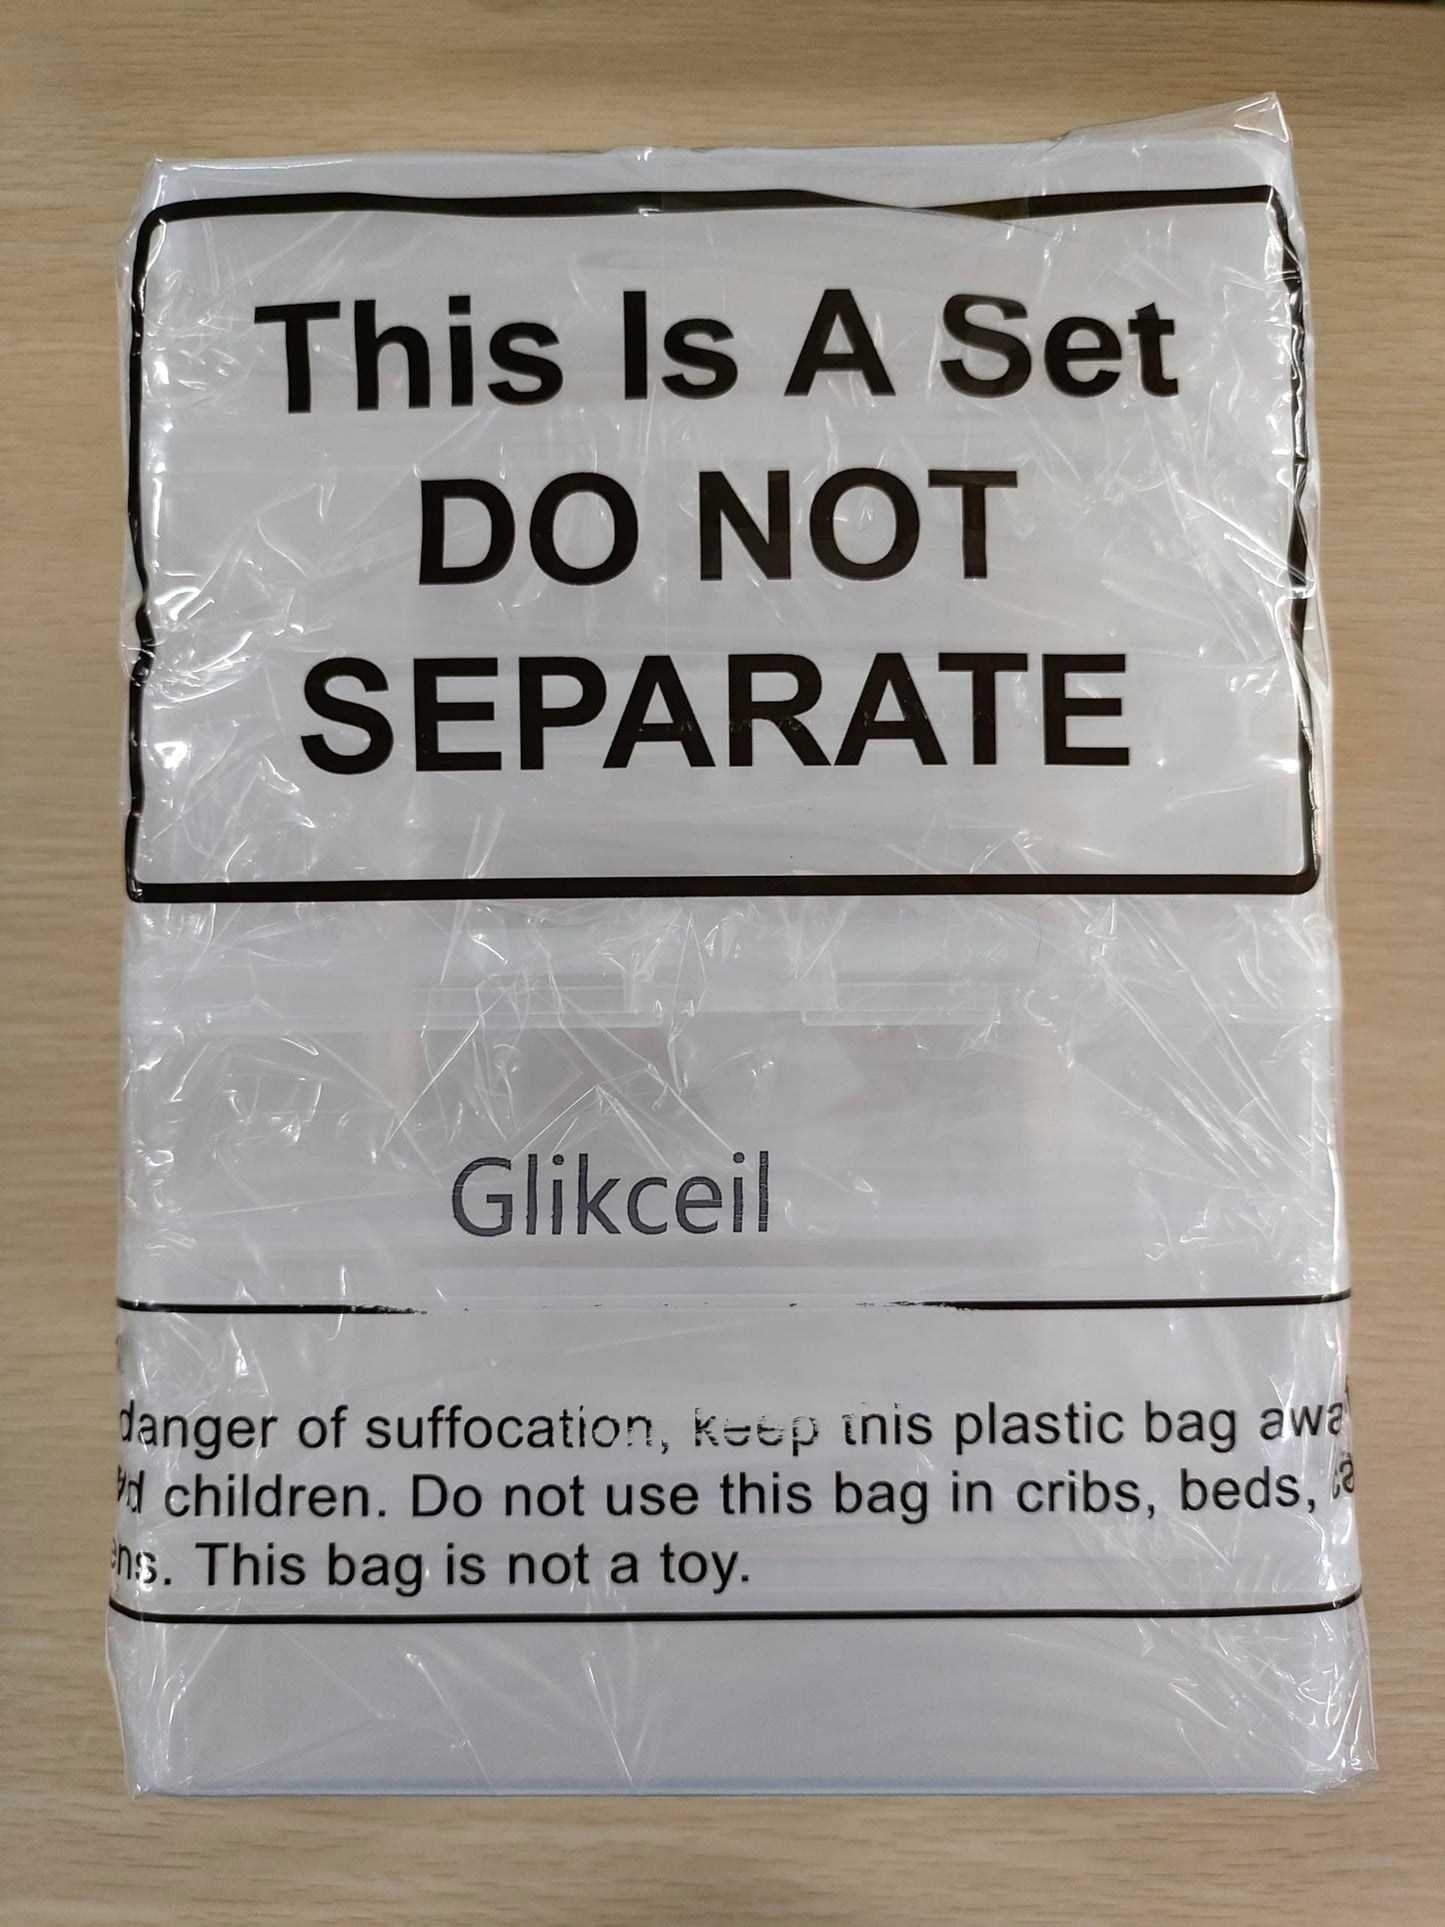 This Is A Set
DO NOT
SEPARATE
Glikceil
danger of suffocation, keep this plastic bag
children. Do not use this bag in cribs, beds,
This bag is not a toy.